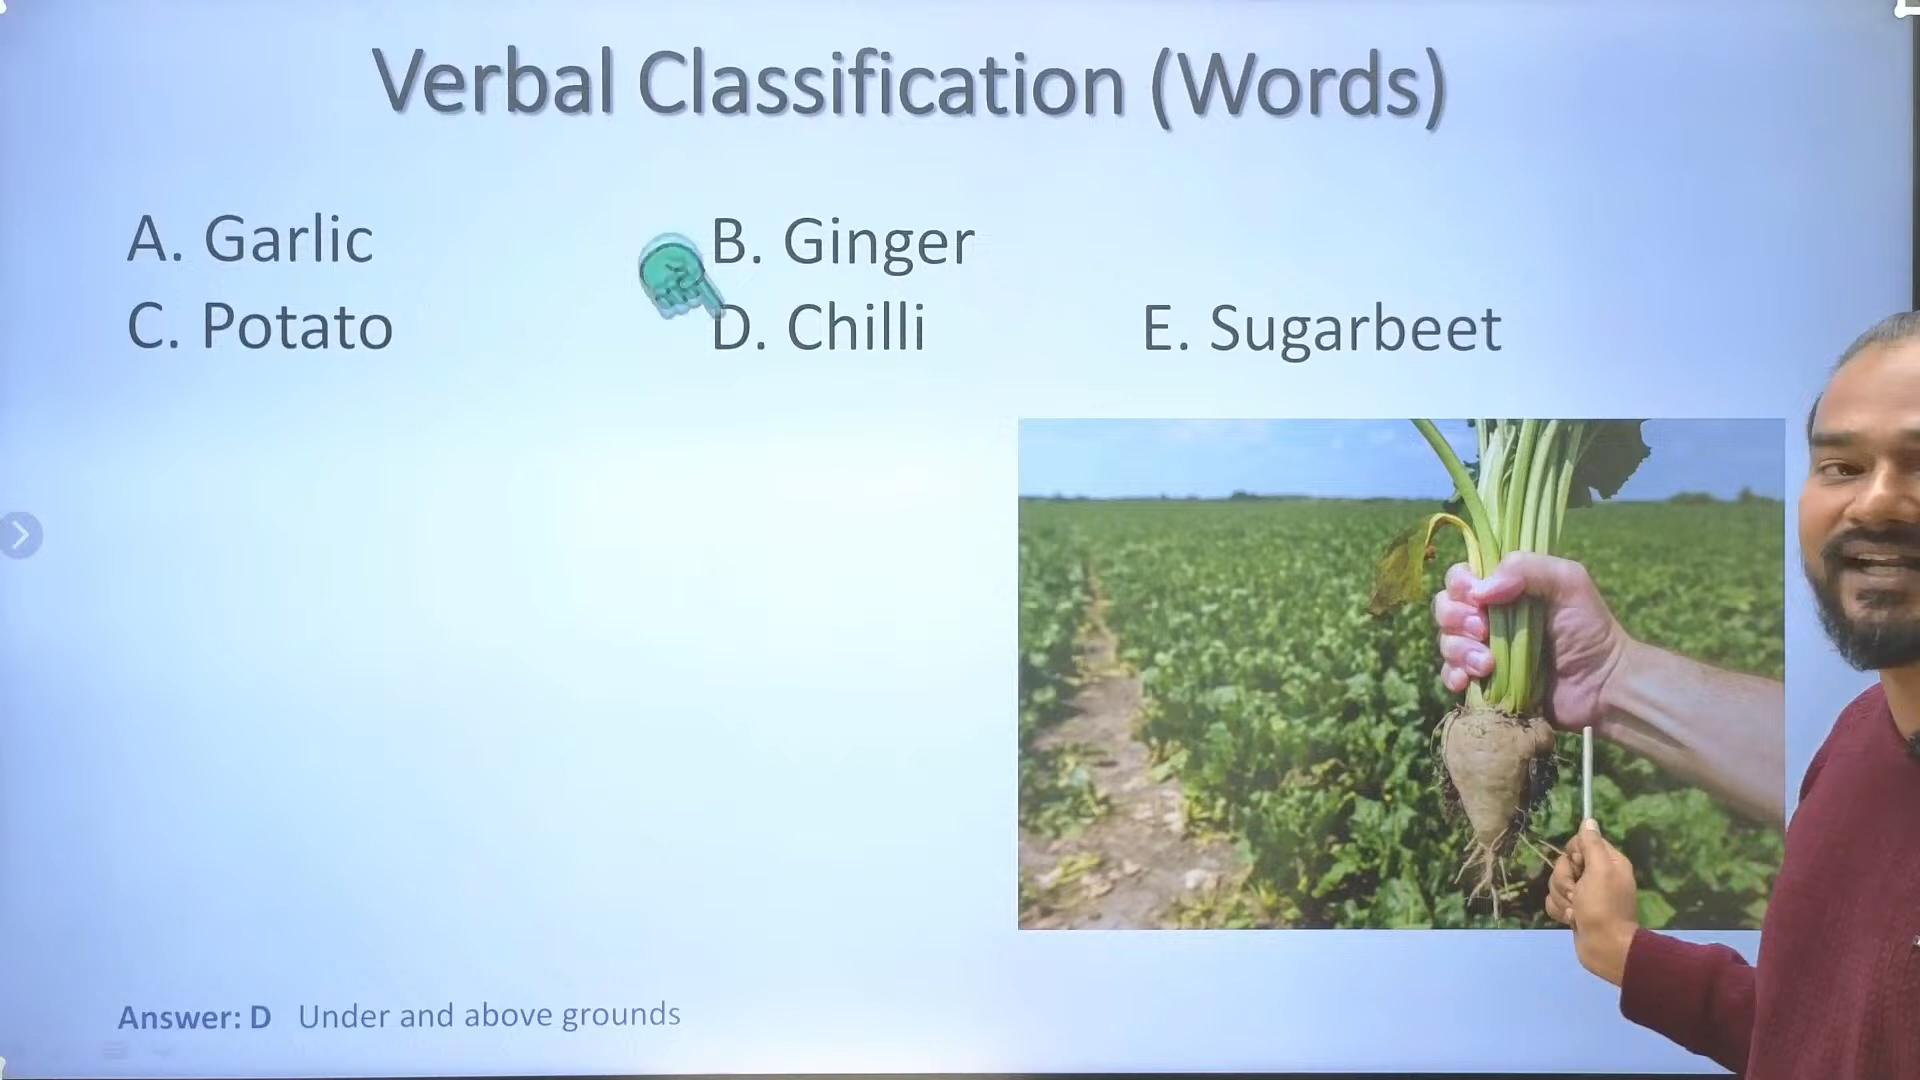 Verbal Classification (Words)
A. Garlic B. Ginger
C. Potato D. Chilli E. Sugarbeet
Answer: D Under and above grounds